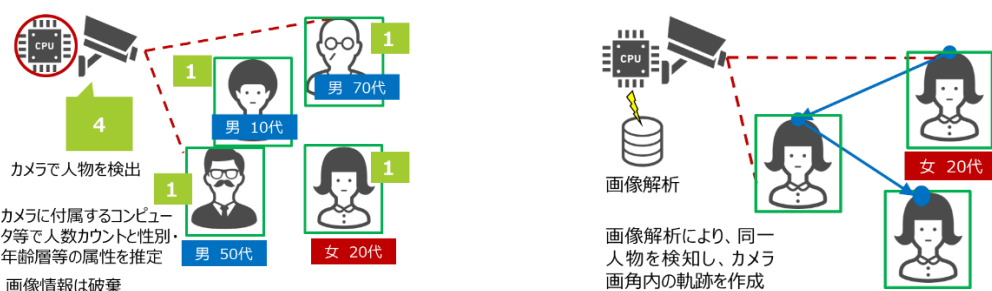 CPU
1
1
男 70代
4
男 10代
カメラで人物を検出
1
1
カメラに付属するコンピュー
タ等で人数カウントと性別・
年齢層等の属性を推定
男 50代
女 20代
画像情報は破棄
CPU
女 20代
画像解析
画像解析により、同一
人物を検知し、カメラ
画角内の軌跡を作成